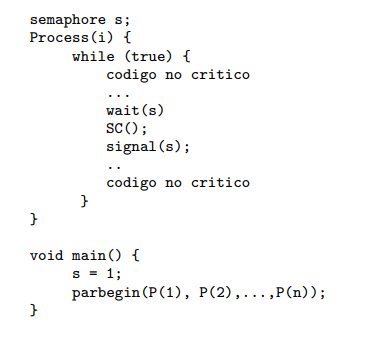 semaphore s;
Process(i) {
while (true) {
codigo no critico
...
wait(s)
SC();
signal(s);
..
codigo no critico
}
}
void main() {
s = 1;
parbegin(P(1), P(2),...,P(n));
}